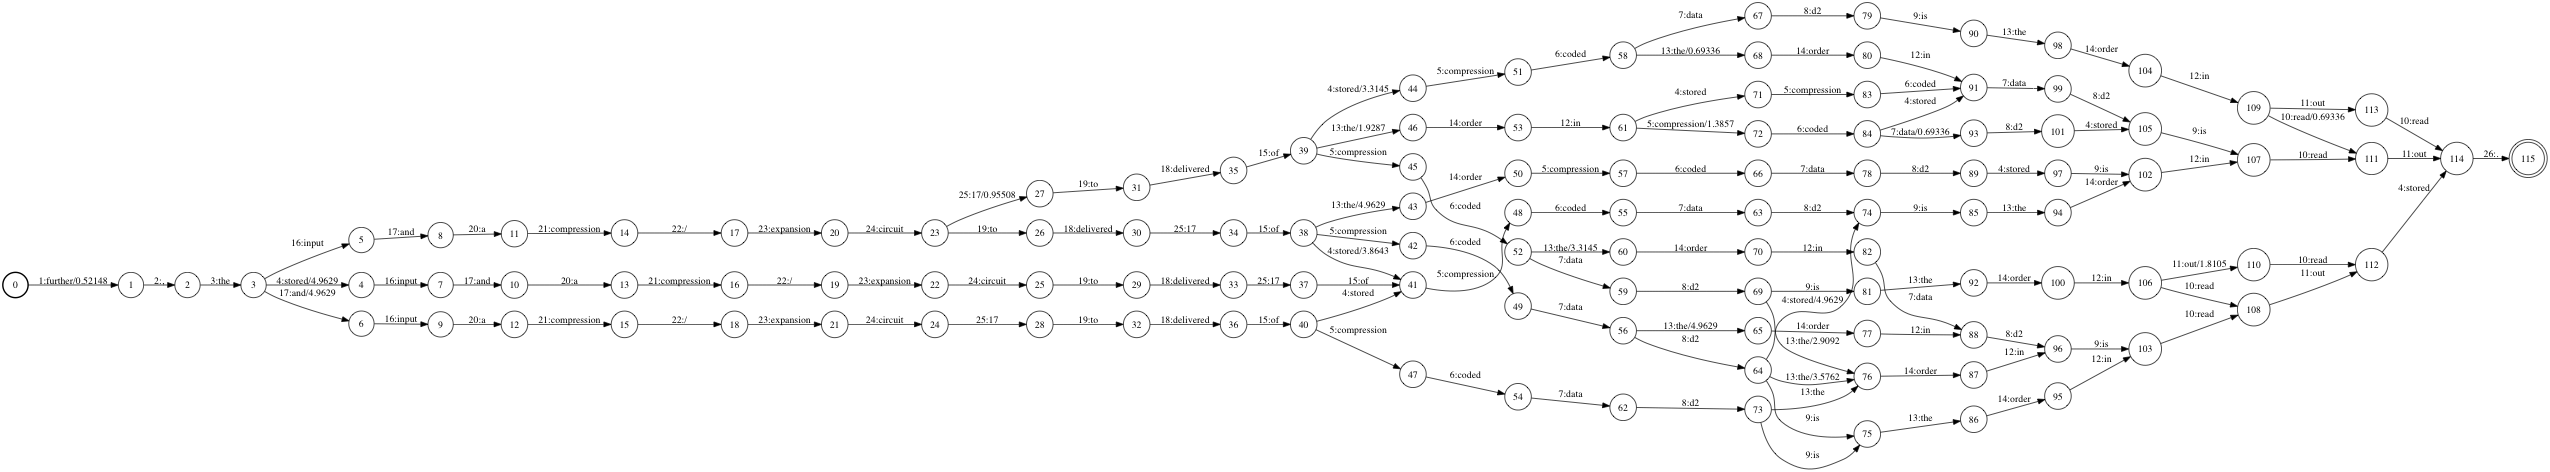 0 1:further/0.52148 1 2:, 2 3:the 3
16:input 5 17:and 8 20:a 11 21:compression 14 22:/ 17 23:expansion 20 24:circuit 23
4:stored/4.9629 4 16:input 7 17:and 10 20:a 13 21:compression 16 22:/ 19 23:expansion 22 24:circuit 25 19:to 29 18:delivered 33 25:17 37 15:of 41
17:and/4.9629 6 16:input 9 20:a 12 21:compression 15 22:/ 18 23:expansion 21 24:circuit 24 25:17 28 19:to 32 18:delivered 36 15:of 40
25:17/0.95508 27 19:to 31 18:delivered 35 15:of 39
19:to 26 18:delivered 30 25:17 34 15:of 38
4:stored/3.3145 44 5:compression 51 6:coded 58
13:the/1.9287 46 14:order 53 12:in 61
5:compression 45 6:coded 52
13:the/4.9629 43 14:order 50 5:compression 57 6:coded 66 7:data 78 8:d2 89 4:stored 97 9:is 102
5:compression 42 6:coded 49 7:data 56
4:stored/3.8643
4:stored
5:compression 48 6:coded 55 7:data 63 8:d2 74 9:is 85 13:the 94 14:order
5:compression 47 6:coded 54 7:data 62 8:d2 73
7:data 67 8:d2 79 9:is 90 13:the 98 14:order 104 12:in 109 11:out 113 10:read 114 26:. 115
13:the/0.69336 68 14:order 80 12:in 91 7:data 99 8:d2 105 9:is 107 10:read 111 11:out
10:read/0.69336
4:stored 71 5:compression 83 6:coded
5:compression/1.3857 72 6:coded 84 4:stored
7:data/0.69336 93 8:d2 101 4:stored
12:in
13:the/3.3145 60 14:order 70 12:in 82 7:data
7:data 59 8:d2 69 9:is 81 13:the 92 14:order 100 12:in 106 11:out/1.8105 110 10:read 112 4:stored
10:read 108 11:out
13:the/2.9092
13:the/4.9629 65 14:order 77 12:in 88 8:d2 96 9:is 103 10:read
8:d2 64 4:stored/4.9629
13:the/3.5762 76 14:order 87 12:in
13:the
9:is 75 13:the 86 14:order 95 12:in
9:is